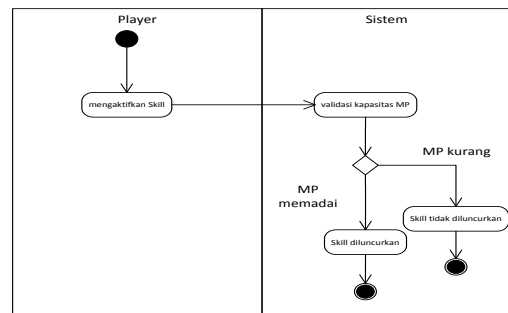 Player
Sistem
mengaktifkan Skill
validasi kapasitas MP
MP kurang
MP
memadai
Skill tidak diluncurkan
Skill diluncurkan